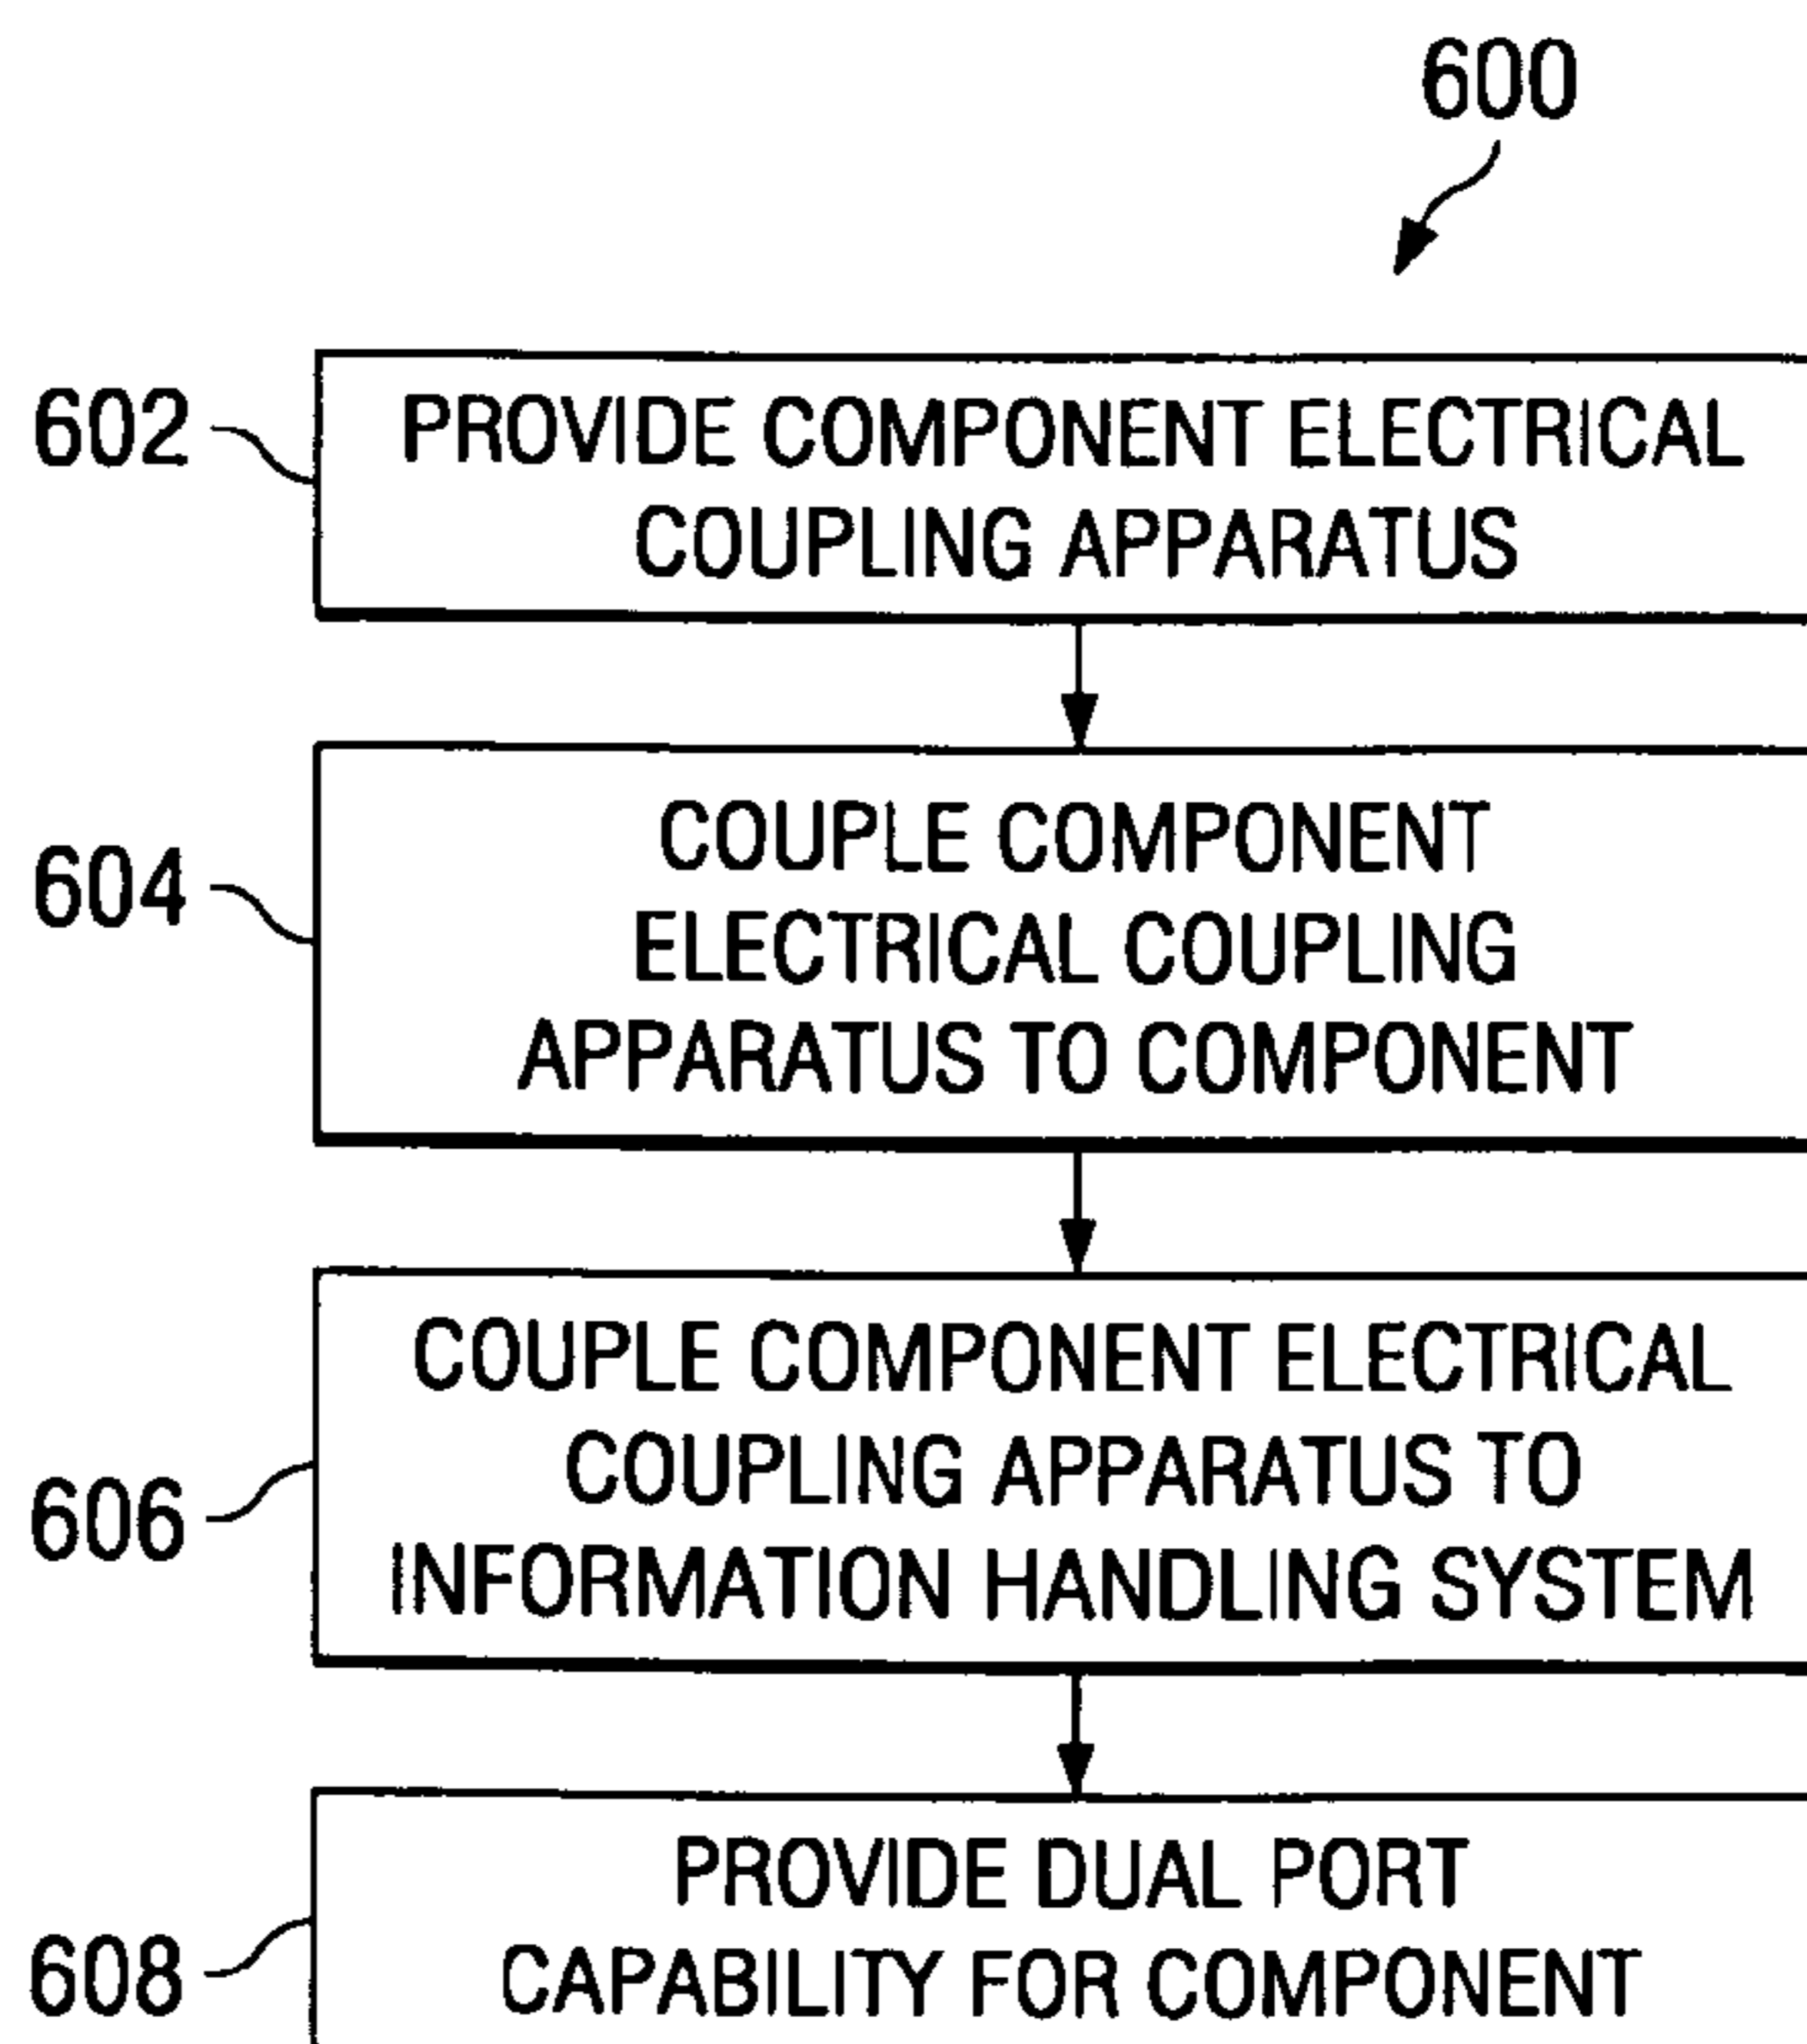 600
602
PROVIDE COMPONENT ELECTRICAL
COUPLING APPARATUS
604
COUPLE COMPONENT
ELECTRICAL COUPLING
APPARATUS TO COMPONENT
606
COUPLE COMPONENT ELECTRICAL
COUPLING APPARATUS TO
INFORMATION HANDLING SYSTEM
608
PROVIDE DUAL PORT
CAPABILITY FOR COMPONENT